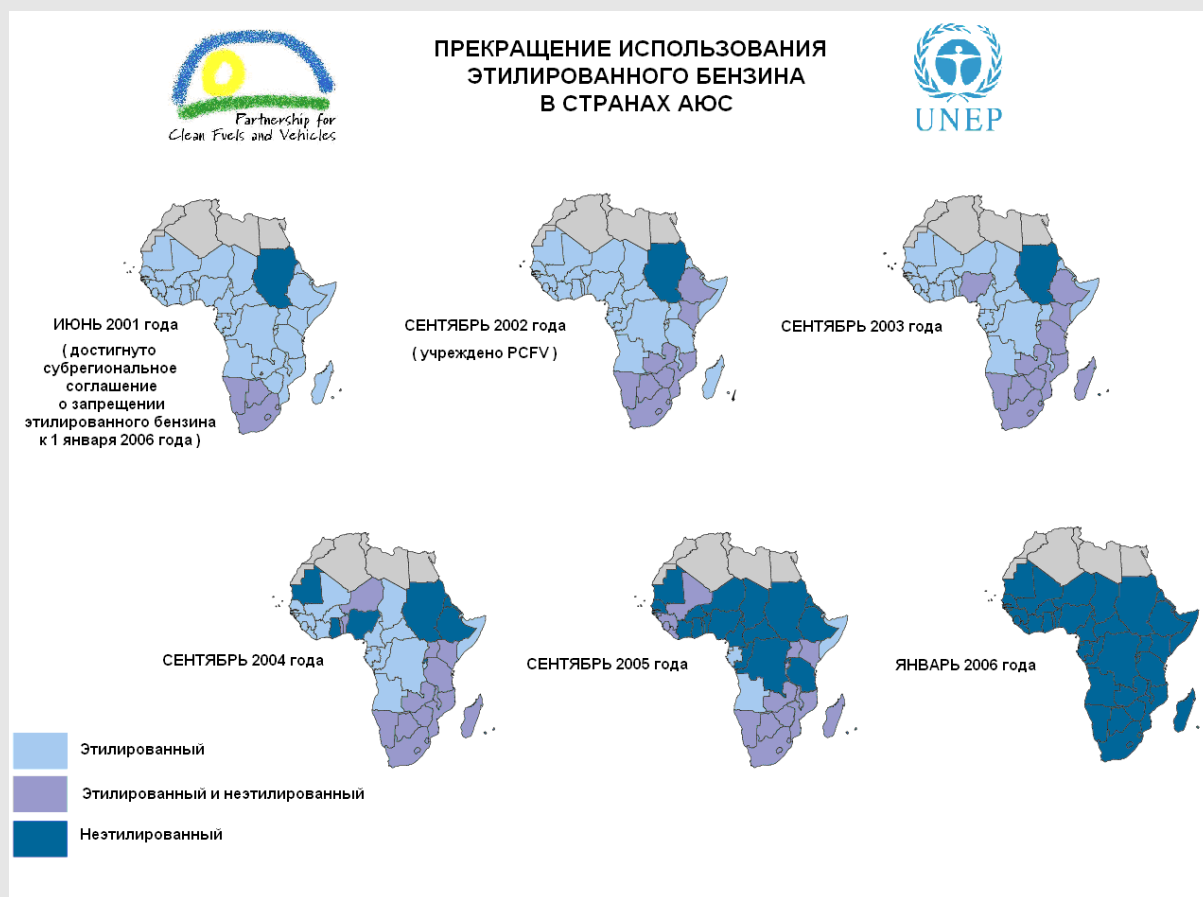 Partnership for
Clean Fuels and Vehicles
ПРЕКРАЩЕНИЕ ИСПОЛЬЗОВАНИЯ
ЭТИЛИРОВАННОГО БЕНЗИНА
В СТРАНАХ АЮС
UNEP
ИЮНЬ 2001 года
( достигнуто
субрегиональное
соглашение
о запрещении
этилированного бензина
к 1 января 2006 года )
СЕНТЯБРЬ 2002 года
( учреждено PCFV )
СЕНТЯБРЬ 2003 года
СЕНТЯБРЬ 2004 года
СЕНТЯБРЬ 2005 года
ЯНВАРЬ 2006 года
Этилированный
Этилированный и неэтилированный
Неэтилированный